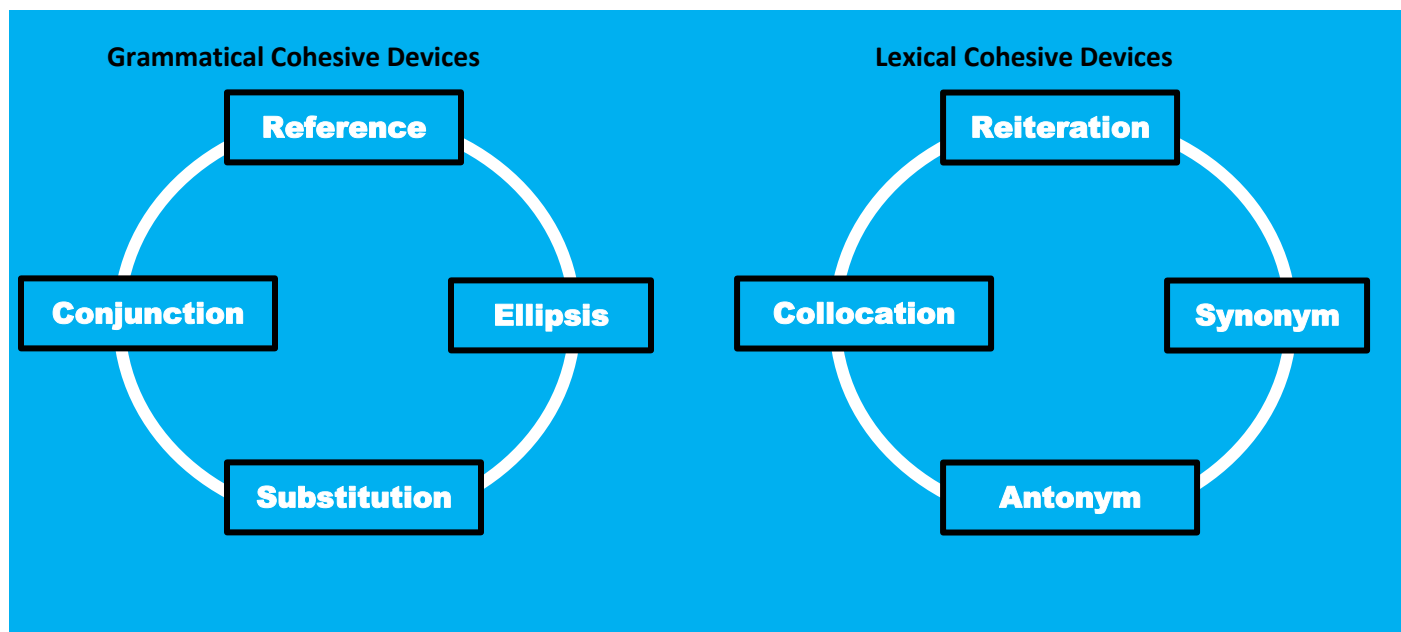 Grammatical Cohesive Devices
Reference
Conjunction
Ellipsis
Substitution
Lexical Cohesive Devices
Reiteration
Collocation
Synonym
Antonym